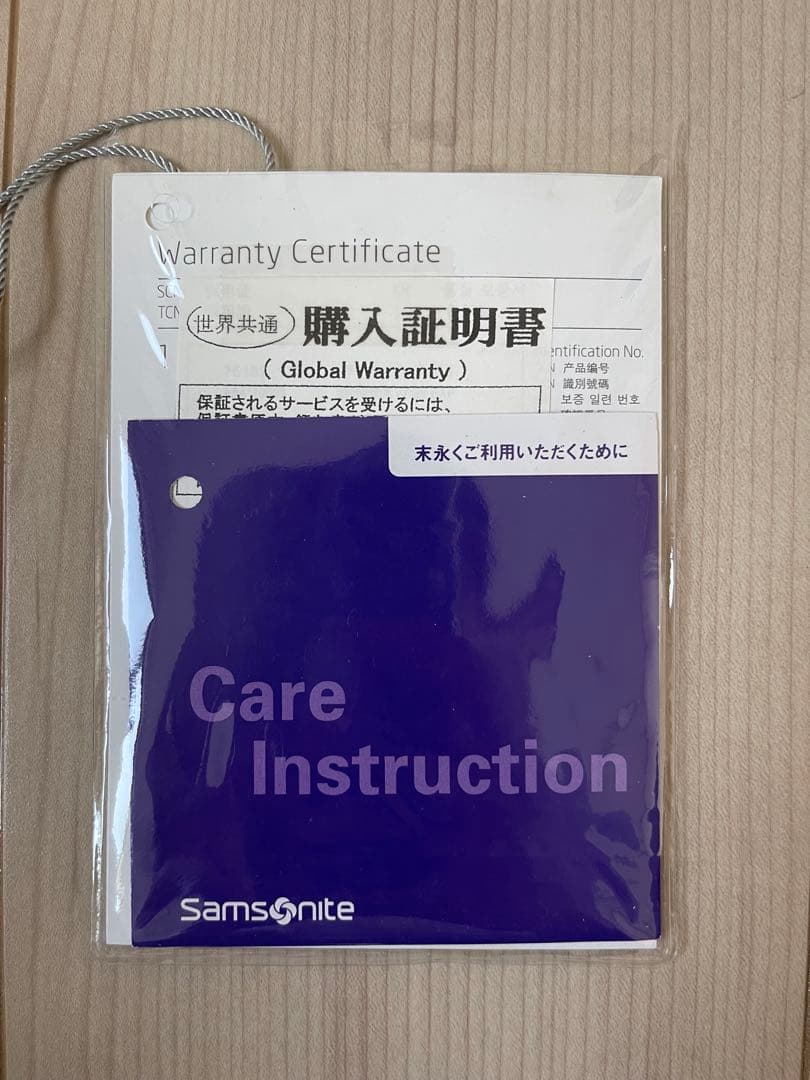 Warranty Certificate
TCN
世界共通 購入証明書
( Global Warranty )
1
entification No.
产品编号
識別號碼
보증 일련 번호
保証されるサービスを受けるには、
末永くご利用いただくために
Care
Instruction
Samsonite